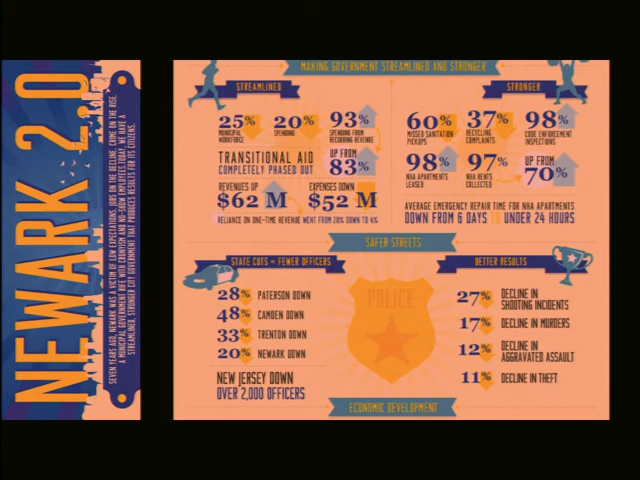 NEWARK 2.0
SEVEN YEARS AGO, NEWARK WAS A VICTIM OF LOW EXPECTATIONS, JOBS ON THE DECLINE, CRIME ON THE RISE,
A MUNICIPAL GOVERNMENT RIFE WITH CRONYISM AND NO-SHOW EMPLOYEES. TODAY, WE HAVE A
STREAMLINED, STRONGER CITY GOVERNMENT THAT PRODUCES RESULTS FOR ITS CITIZENS.
MAKING GOVERNMENT STREAMLINED AND STRONGER
STREAMLINED
25%
MUNICIPAL
WORKFORCE
20%
SPENDING
93%
SPENDING FROM
RECURRING REVENUE
TRANSITIONAL AID
COMPLETELY PHASED OUT
UP FROM
83%
REVENUES UP
$62 M
EXPENSES DOWN
$52 M
RELIANCE ON ONE-TIME REVENUE WENT FROM 20% DOWN TO 4%
STRONGER
60%
MISSED SANITATION
PICKUPS
37%
RECYCLING
COMPLAINTS
98%
CODE ENFORCEMENT
INSPECTIONS
98%
NHA APARTMENTS
LEASED
97%
NHA RENTS
COLLECTED
UP FROM
70%
AVERAGE EMERGENCY REPAIR TIME FOR NHA APARTMENTS
DOWN FROM 6 DAYS TO UNDER 24 HOURS
SAFER STREETS
STATE CUTS = FEWER OFFICERS
28% PATERSON DOWN
48% CAMDEN DOWN
33% TRENTON DOWN
20% NEWARK DOWN
NEW JERSEY DOWN
OVER 2,000 OFFICERS
POLICE
BETTER RESULTS
27% DECLINE IN
SHOOTING INCIDENTS
17% DECLINE IN MURDERS
12% DECLINE IN
AGGRAVATED ASSAULT
11% DECLINE IN THEFT
ECONOMIC DEVELOPMENT